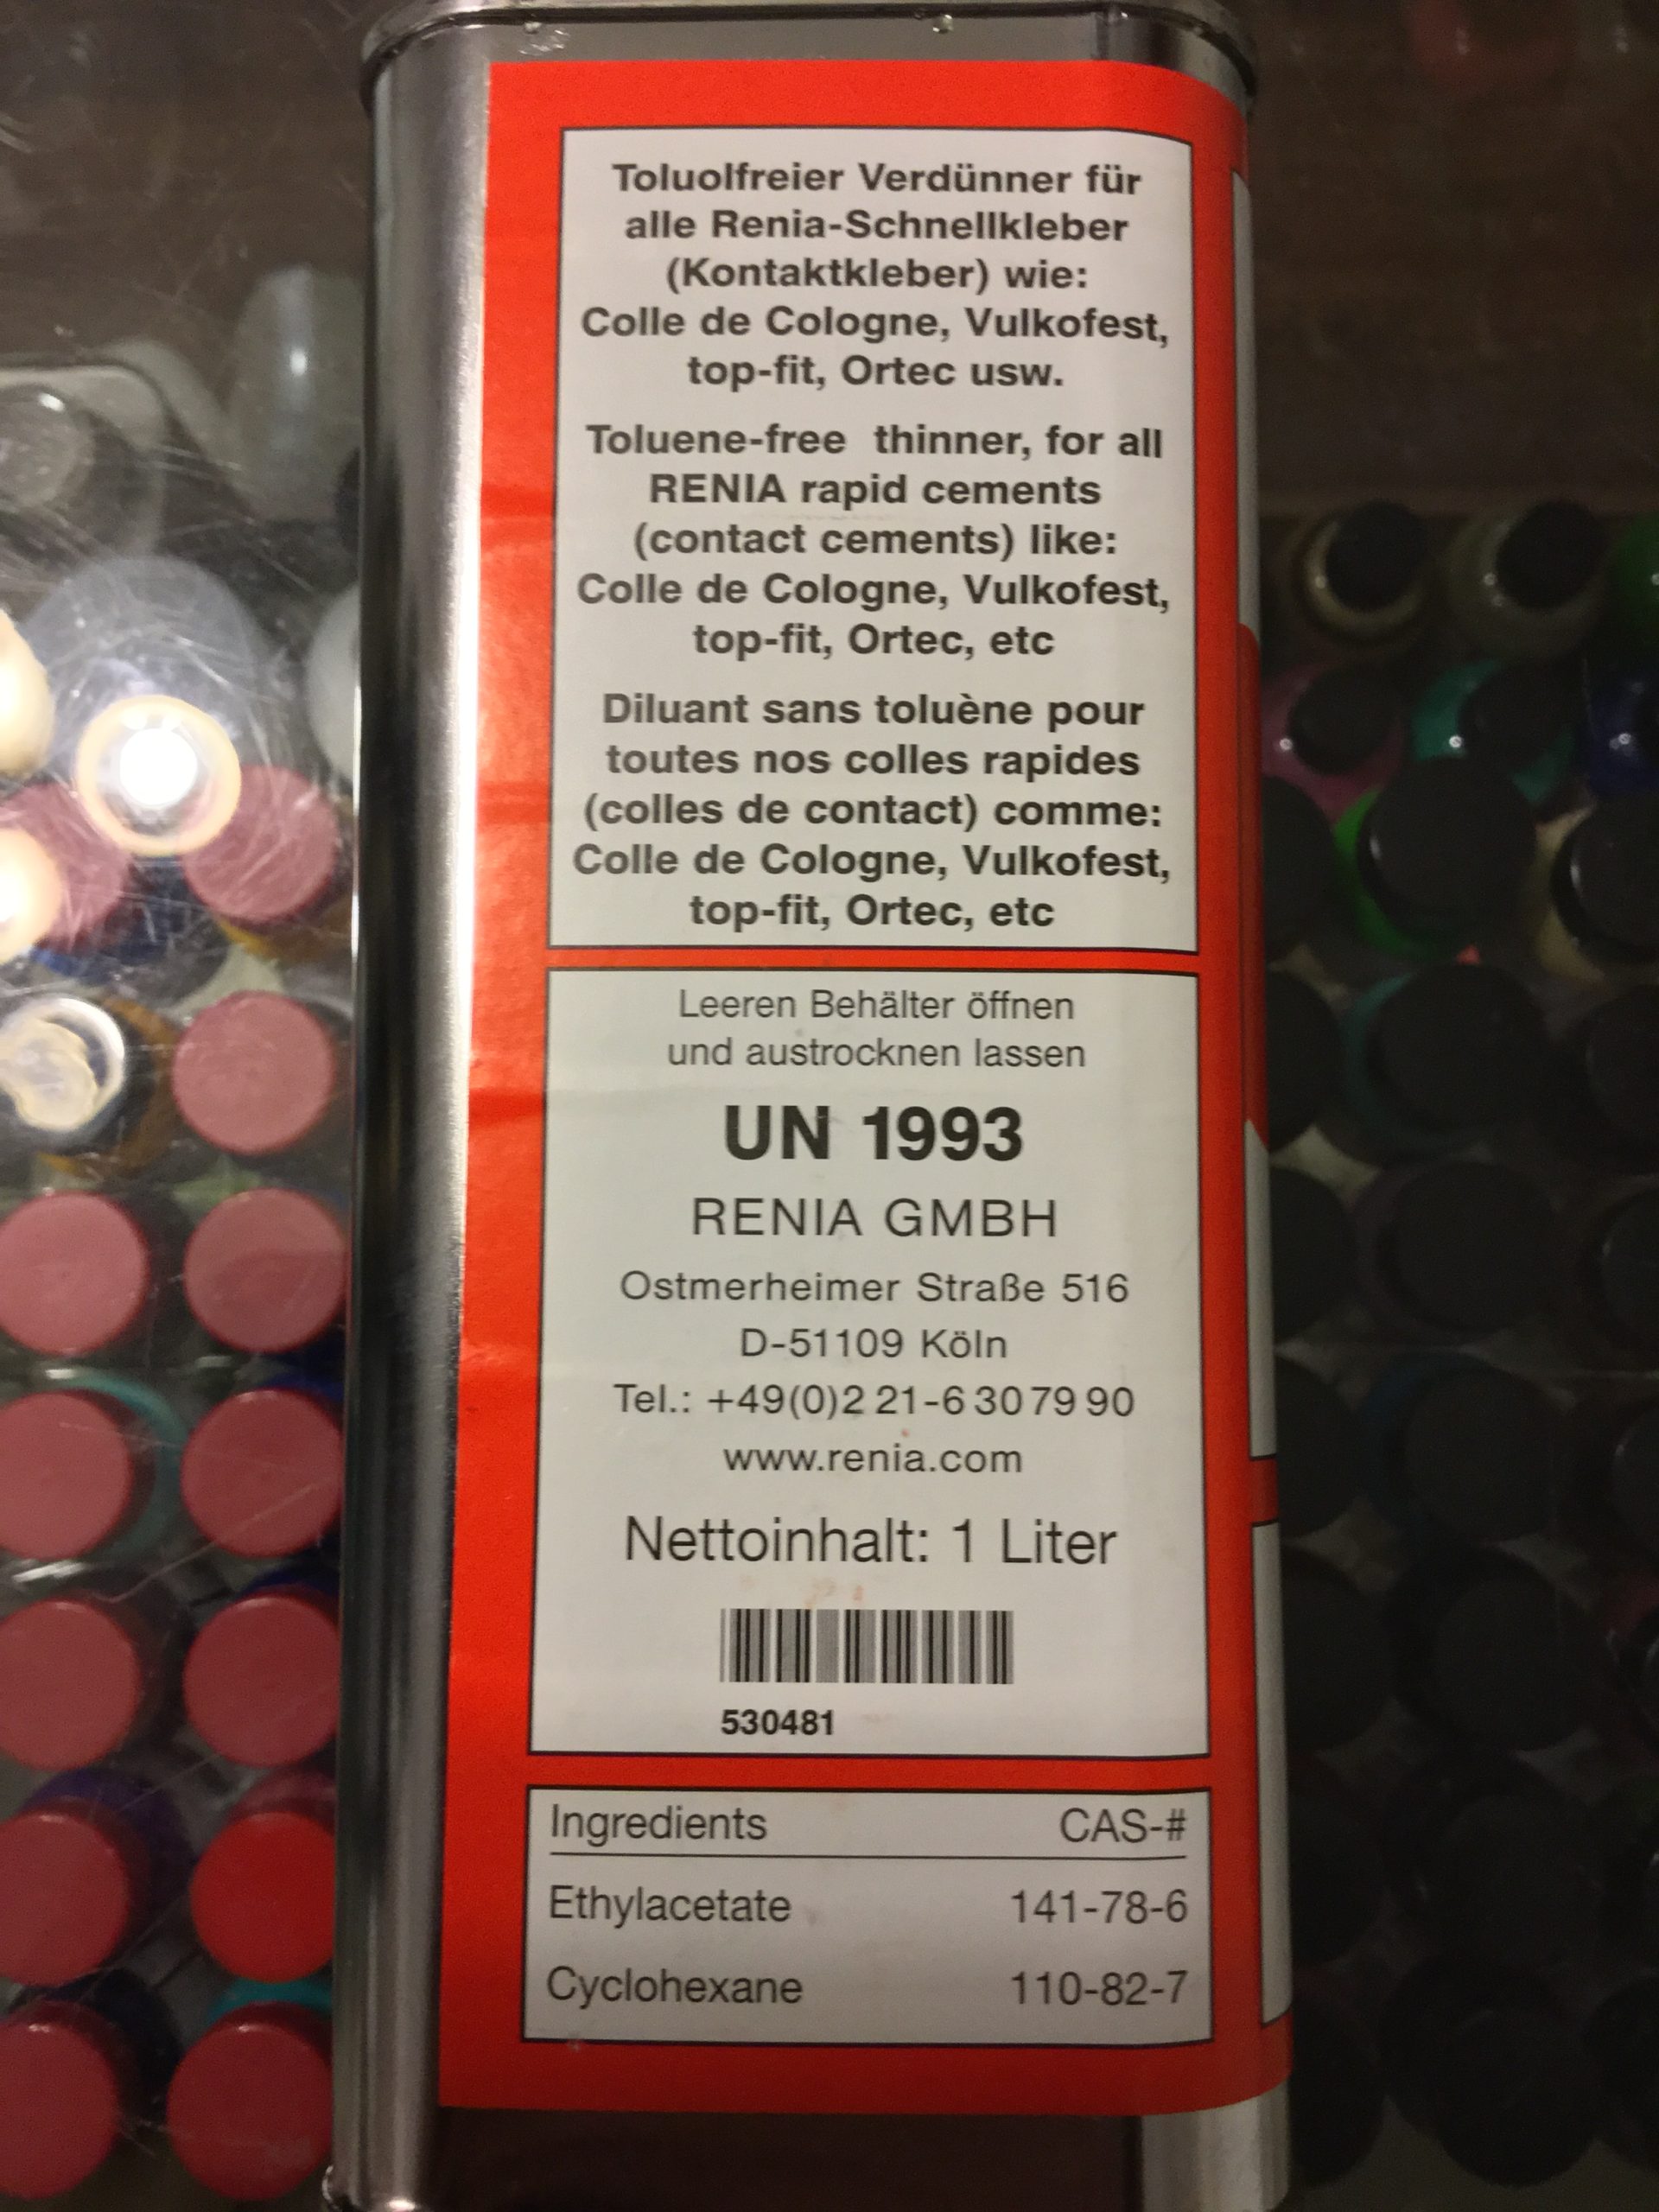 Toluolfreier Verdünner für
alle Renia-Schnellkleber
(Kontaktkleber) wie:
Colle de Cologne, Vulkofest,
top-fit, Ortec usw.
Toluene-free thinner, for all
RENIA rapid cements
(contact cements) like:
Colle de Cologne, Vulkofest,
top-fit, Ortec, etc
Diluant sans toluène pour
toutes nos colles rapides
(colles de contact) comme:
Colle de Cologne, Vulkofest,
top-fit, Ortec, etc
Leeren Behälter öffnen
und austrocknen lassen
UN 1993
RENIA GMBH
Ostmerheimer Straße 516
D-51109 Köln
Tel.: +49(0)2 21-6 30 79 90
www.renia.com
Nettoinhalt: 1 Liter
530481
Ingredients CAS-#
Ethylacetate 141-78-6
Cyclohexane 110-82-7